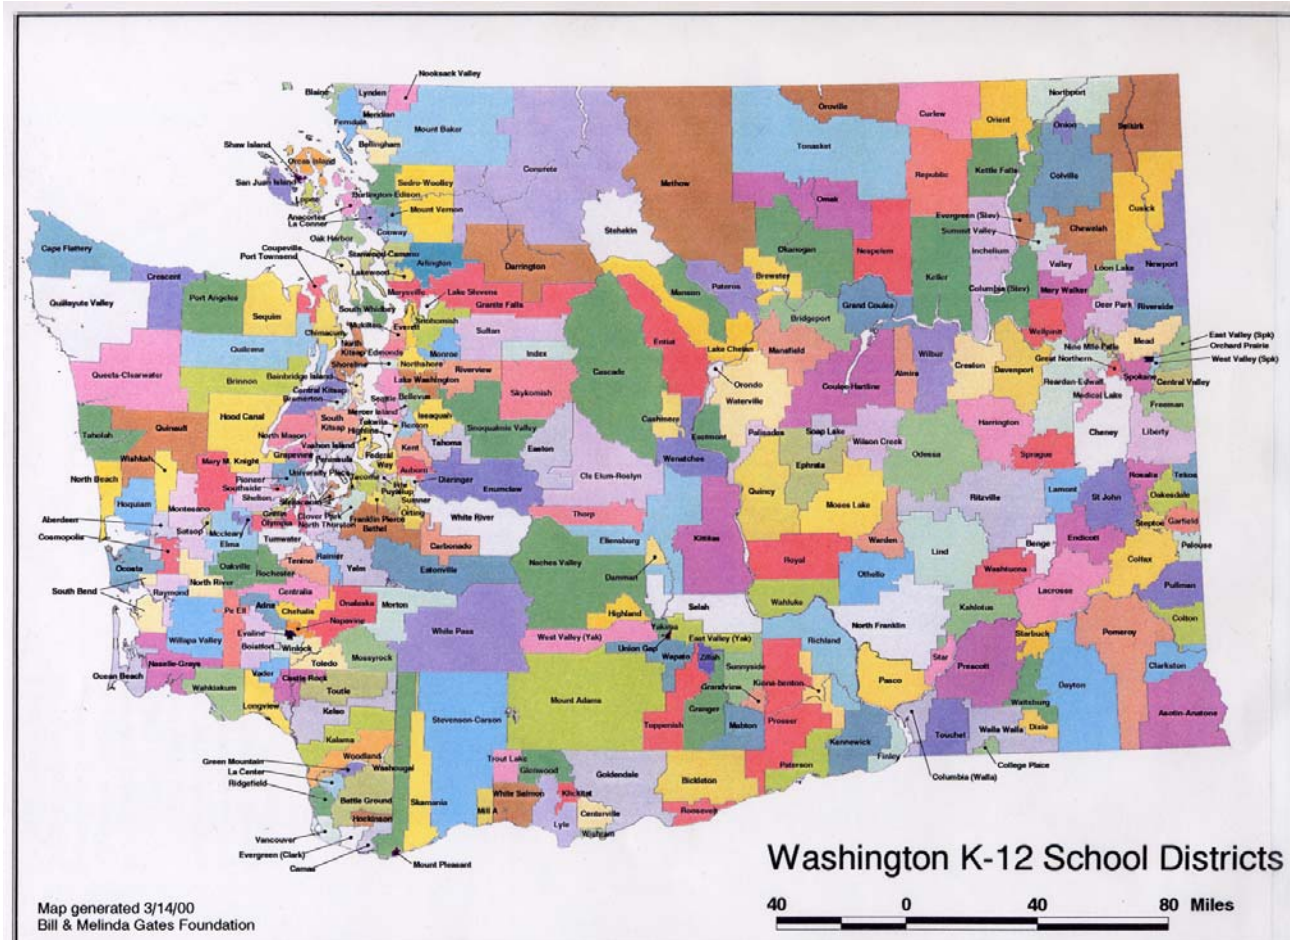 Nooksack Valley
Blaine
Lynden
Meridian
Ferndale
Mount Baker
Bellingham
Shaw Island
Orcas Island
San Juan Island
Lopez
Sedro-Woolley
Burlington-Edison
Mount Vernon
Anacortes
La Conner
Conway
Concrete
Methow
Stehekin
Oroville
Tonasket
Omak
Okanogan
Nespelem
Curlew
Republic
Orient
Kettle Falls
Northport
Onion
Colville
Selkirk
Cusick
Evergreen (Stev)
Summit Valley
Chewelah
Inchelium
Valley
Loon Lake
Newport
Keller
Columbia (Stev)
Mary Walker
Deer Park
Riverside
Cape Flattery
Crescent
Quillayute Valley
Port Angeles
Sequim
Oak Harbor
Coupeville
Port Townsend
Stanwood-Camano
Lakewood
Arlington
Darrington
Marysville
Lake Stevens
Granite Falls
South Whidbey
Mukilteo
Everett
Snohomish
Sultan
Chimacum
North
Kitsap
Edmonds
Monroe
Index
Shoreline
Northshore
Riverview
Quilcene
Brinnon
Bainbridge Island
Central Kitsap
Bremerton
Lake Washington
Seattle
Bellevue
Skykomish
Queets-Clearwater
Hood Canal
South
Kitsap
Mercer Island
Renton
Issaquah
Snoqualmie Valley
Highline
Tahoma
Easton
Quinault
Taholah
Wishkah
North Beach
Mary M. Knight
North Mason
Grapeview
Vashon Island
Peninsula
Federal
Way
Kent
Auburn
Dieringer
Enumclaw
University Place
Pioneer
Southside
Shelton
Tacoma
Fife
Puyallup
Sumner
Orting
Steilacoom
Clover Park
North Thurston
Franklin Pierce
Bethel
White River
Carbonado
Hoquiam
Montesano
Aberdeen
Cosmopolis
Satsop
Mccleary
Elma
Griffin
Olympia
Tumwater
Rainier
Yelm
Eatonville
Ocosta
Oakville
Rochester
Tenino
South Bend
Raymond
North River
Centralia
Pe Ell
Adna
Chehalis
Onalaska
Morton
Napavine
White Pass
Willapa Valley
Evaline
Boistfort
Winlock
Toledo
Mossyrock
Ocean Beach
Naselle-Grays
Wahkiakum
Vader
Castle Rock
Toutle
Longview
Kelso
Kalama
Green Mountain
La Center
Ridgefield
Woodland
Washougal
Battle Ground
Hockinson
Vancouver
Evergreen (Clark)
Camas
Mount Pleasant
Skamania
Stevenson-Carson
Mill A
Trout Lake
White Salmon
Glenwood
Klickitat
Lyle
Centerville
Wishram
Goldendale
Bickleton
Roosevelt
Manson
Pateros
Brewster
Bridgeport
Grand Coulee
Entiat
Lake Chelan
Mansfield
Cascade
Orondo
Waterville
Cashmere
Eastmont
Wenatchee
Palisades
Coulee-Hartline
Almira
Wilbur
Creston
Davenport
Wellpinit
Nine Mile Falls
Great Northern
Reardan-Edwall
Medical Lake
Mead
Spokane
East Valley (Spk)
Orchard Prairie
West Valley (Spk)
Central Valley
Freeman
Cheney
Liberty
Soap Lake
Wilson Creek
Ephrata
Odessa
Harrington
Sprague
Cle Elum-Roslyn
Thorp
Ellensburg
Kittitas
Damman
Quincy
Moses Lake
Warden
Ritzville
Lamont
Rosalia
Tekoa
St John
Oakesdale
Steptoe
Garfield
Palouse
Endicott
Colfax
Royal
Othello
Lind
Benge
Washtucna
Lacrosse
Pullman
Naches Valley
Highland
Selah
Wahluke
Kahlotus
Colton
North Franklin
West Valley (Yak)
Yakima
East Valley (Yak)
Union Gap
Wapato
Zillah
Sunnyside
Richland
Star
Prescott
Starbuck
Pomeroy
Mount Adams
Toppenish
Granger
Grandview
Mabton
Prosser
Kiona-benton
Pasco
Waitsburg
Dayton
Clarkston
Asotin-Anatone
Paterson
Kennewick
Finley
Touchet
Walla Walla
Dixie
College Place
Columbia (Walla)
Washington K-12 School Districts
40 0 40 80 Miles
Map generated 3/14/00
Bill & Melinda Gates Foundation